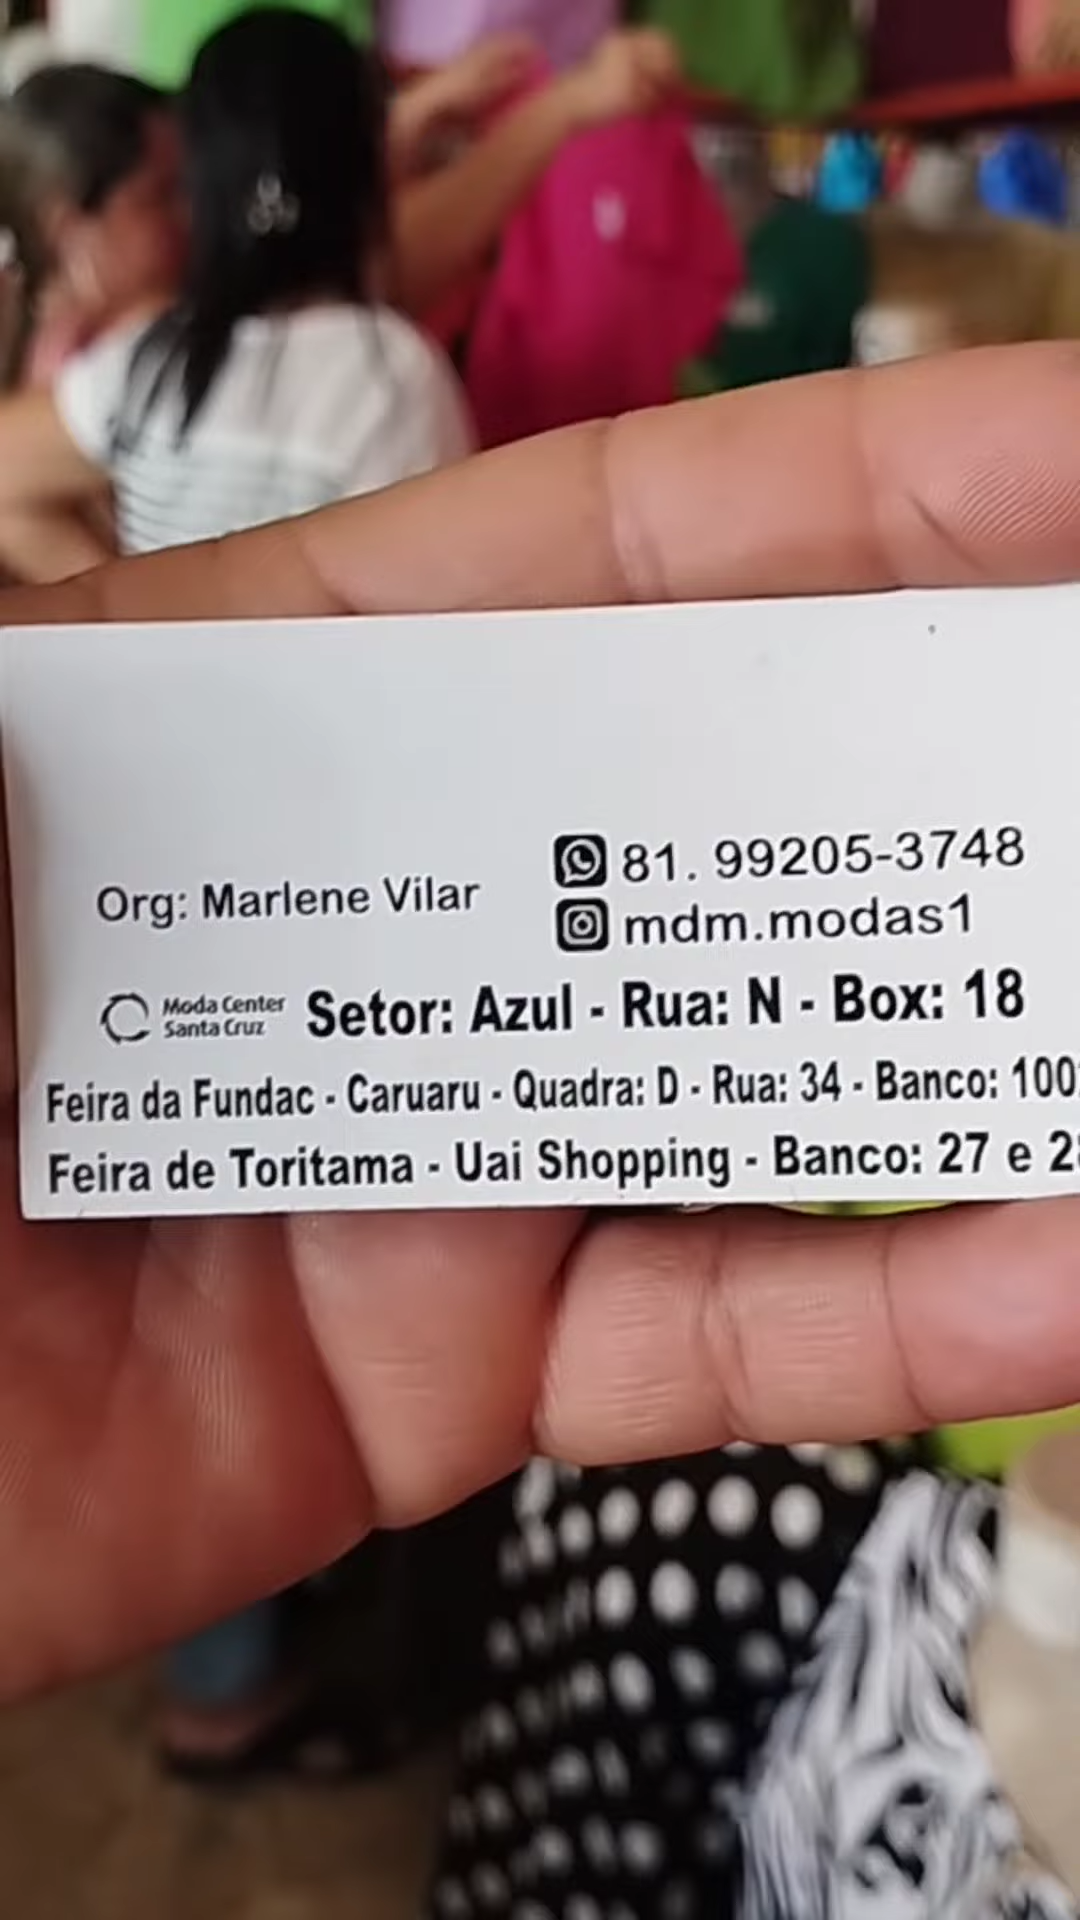 Org: Marlene Vilar
81. 99205-3748
mdm.modas1
Moda Center
Santa Cruz
Setor: Azul - Rua: N - Box: 18
Feira da Fundac - Caruaru - Quadra: D - Rua: 34 - Banco:
Feira de Toritama - Uai Shopping - Banco: 27 e